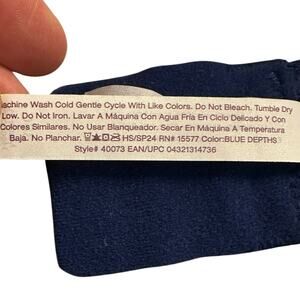 achine Wash Cold Gentle Cycle With Like Colors. Do Not Bleach. Tumble Dry
Low. Do Not Iron. Lavar A Máquina Con Agua Fría En Ciclo Delicado Y Con
Colores Similares. No Usar Blanqueador. Secar En Máquina A Temperatura
Baja. No Planchar. HS/SP24 RN# 15577 Color:BLUE DEPTHS
Style# 40073 EAN/UPC 04321314736